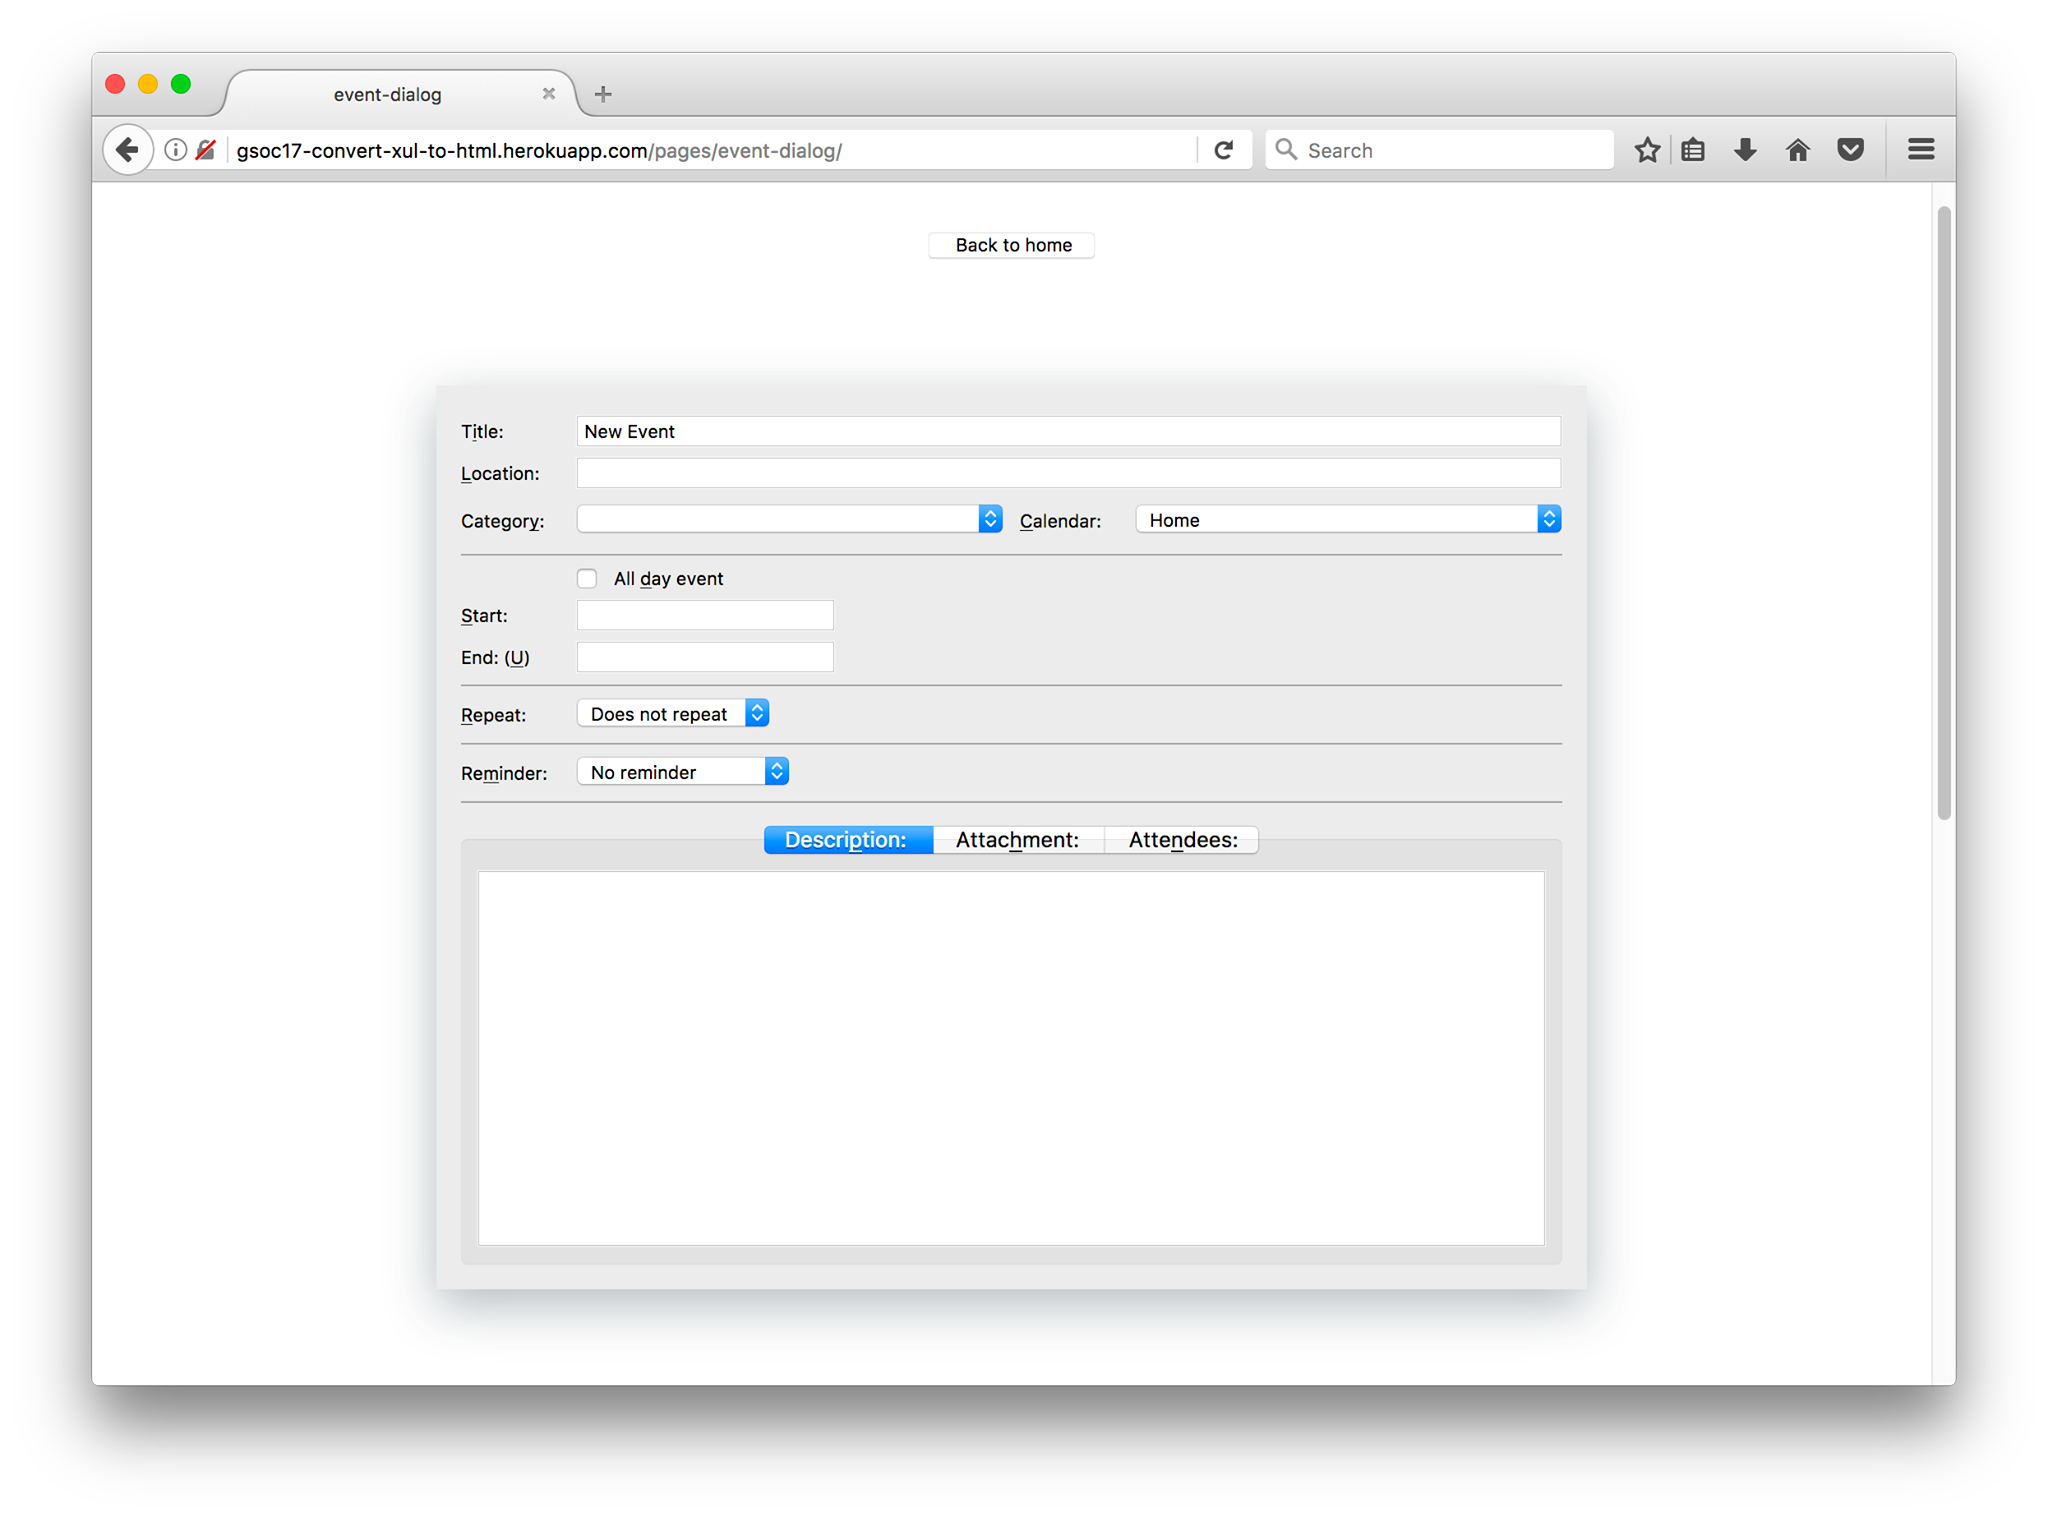 event-dialog
gsoc17-convert-xul-to-html.herokuapp.com/pages/event-dialog/
Search
Back to home
Title: New Event
Location:
Category: Calendar: Home
All day event
Start:
End: (U)
Repeat: Does not repeat
Reminder: No reminder
Description: Attachment: Attendees: